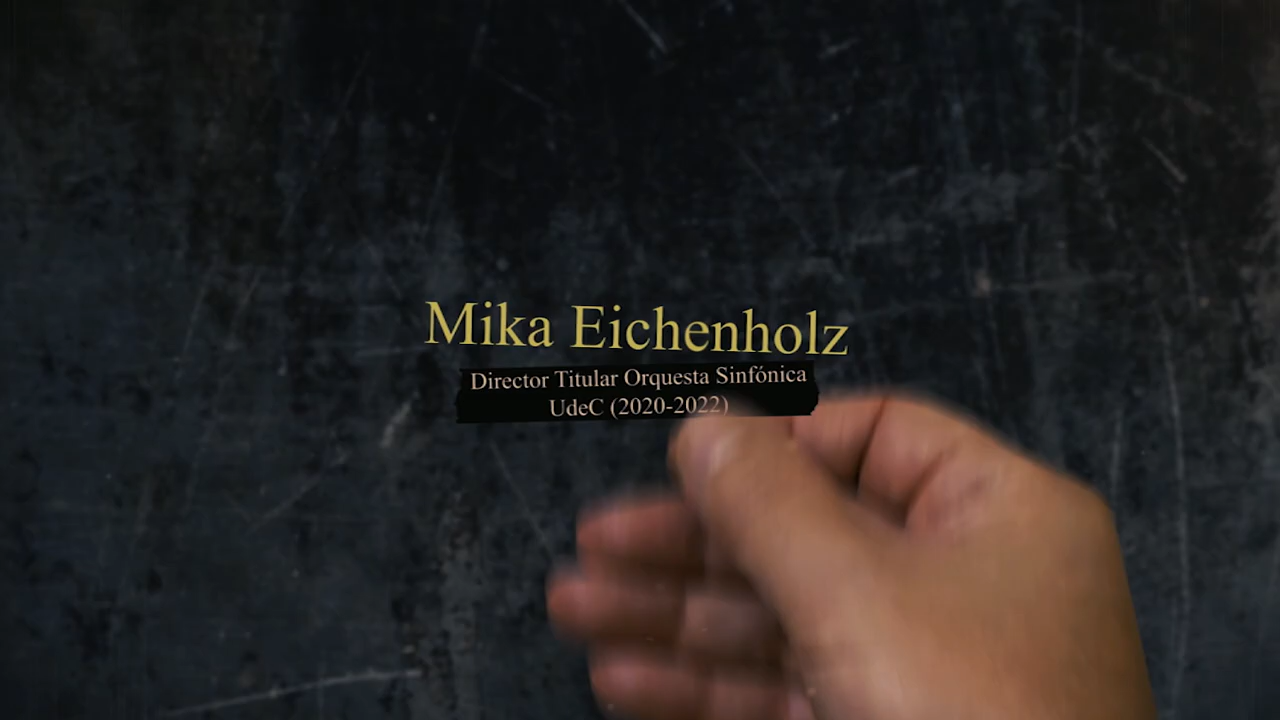 Mika Eichenholz
Director Titular Orquesta Sinfónica
UdeC (2020-2022)